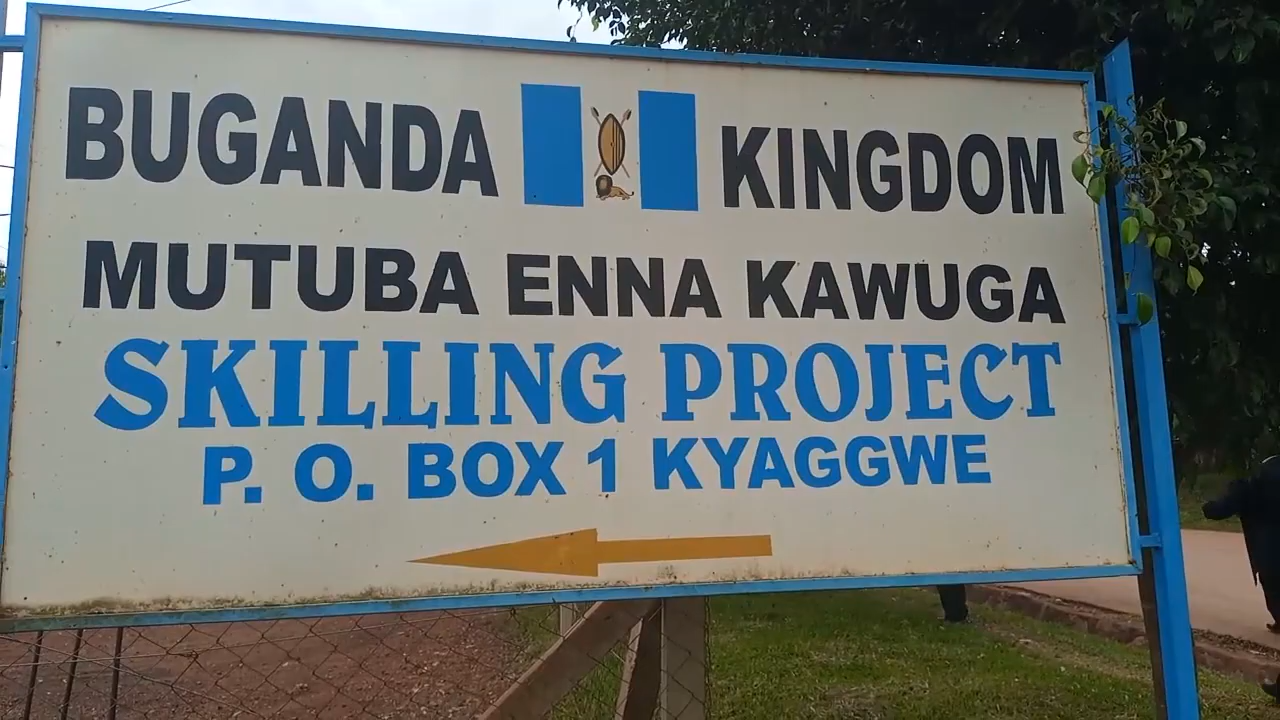 BUGANDA KINGDOM
MUTUBA ENNA KAWUGA
SKILLING PROJECT
P. O. BOX 1 KYAGGWE